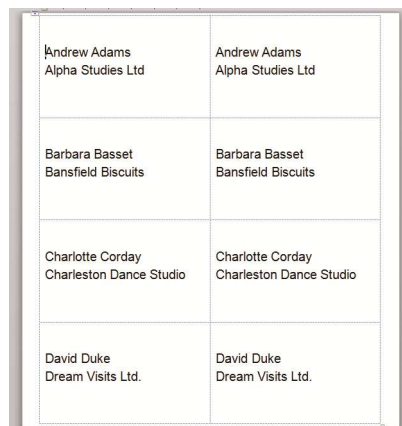 Andrew Adams
Alpha Studies Ltd
Andrew Adams
Alpha Studies Ltd
Barbara Basset
Bansfield Biscuits
Barbara Basset
Bansfield Biscuits
Charlotte Corday
Charleston Dance Studio
Charlotte Corday
Charleston Dance Studio
David Duke
Dream Visits Ltd.
David Duke
Dream Visits Ltd.